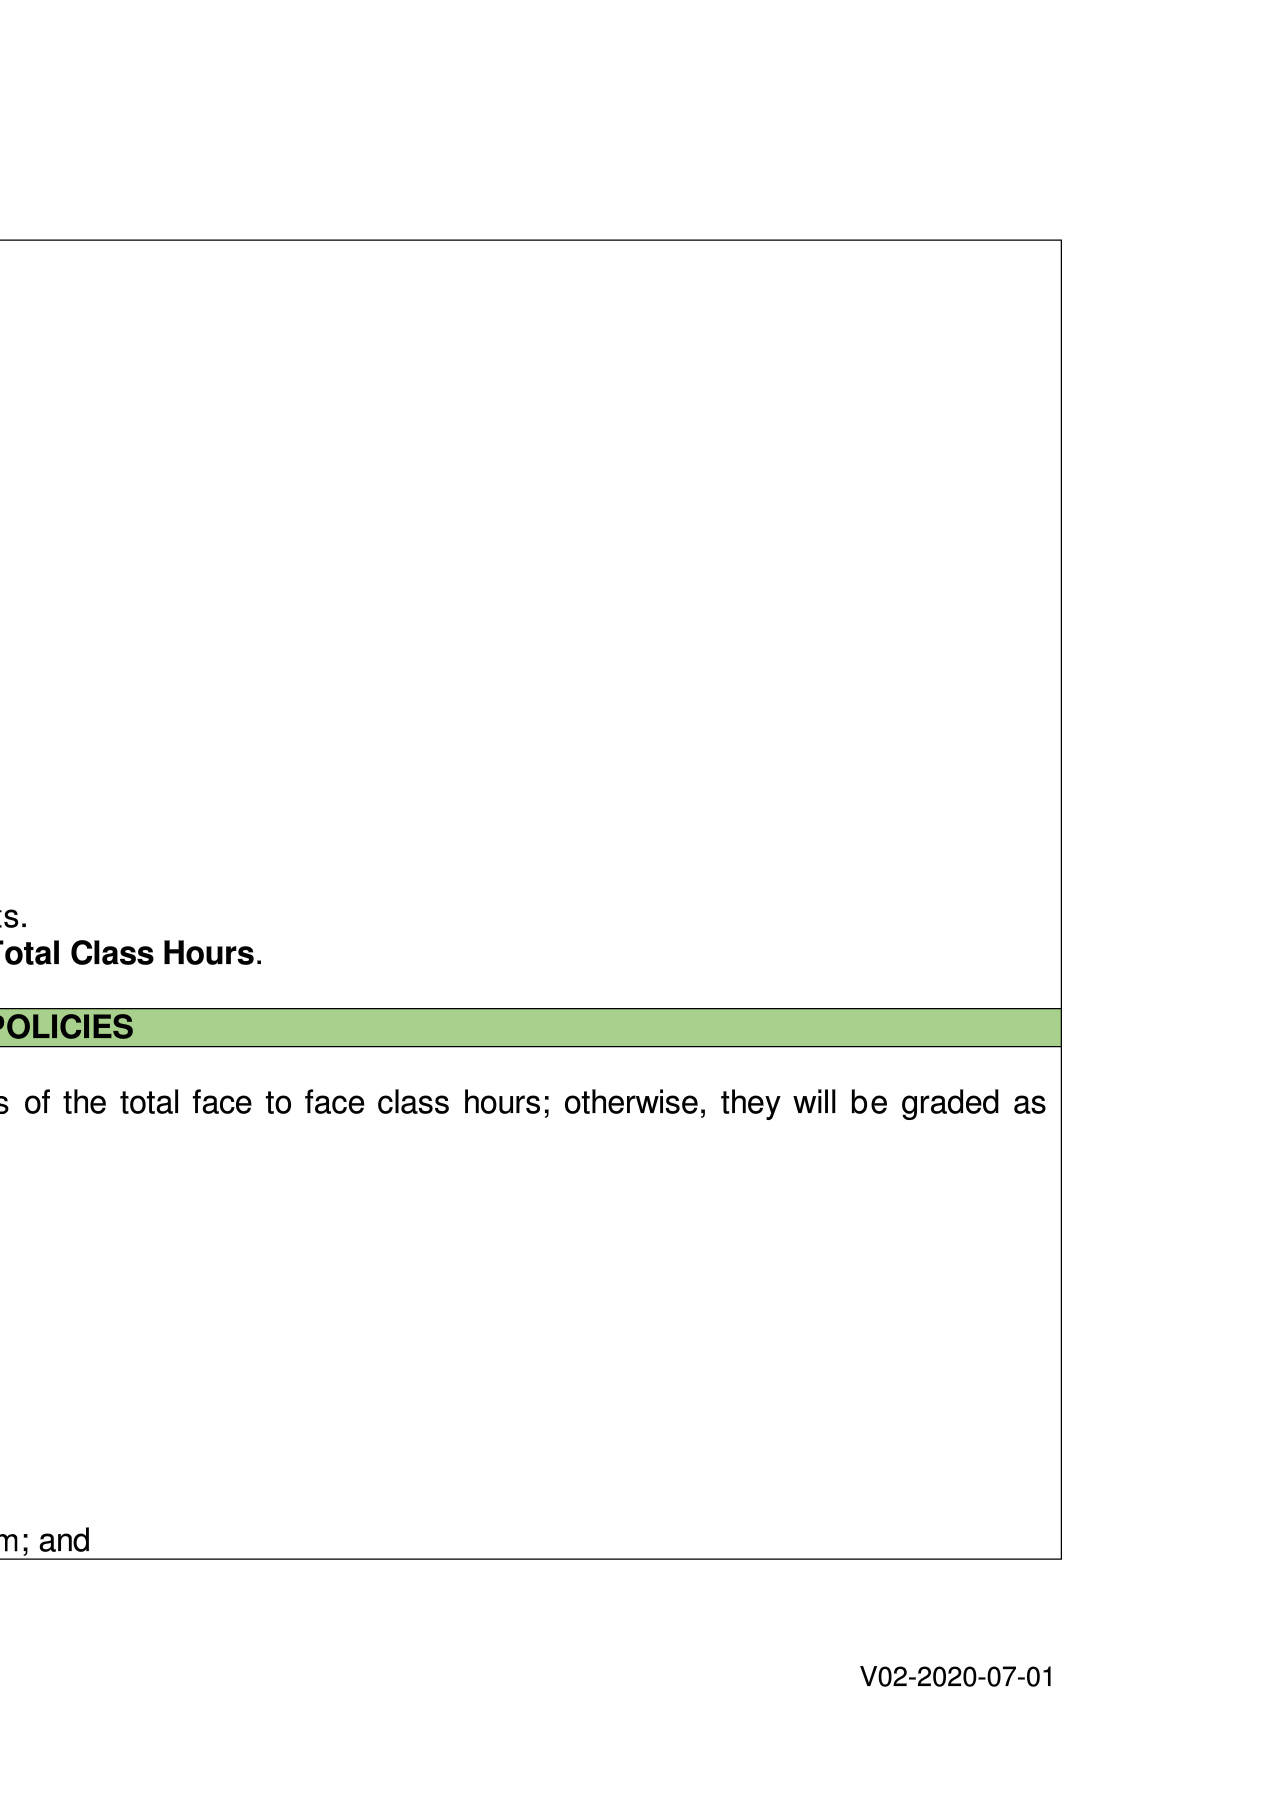 ts.
Total Class Hours.
POLICIES
s of the total face to face class hours; otherwise, they will be graded as
m; and
V02-2020-07-01